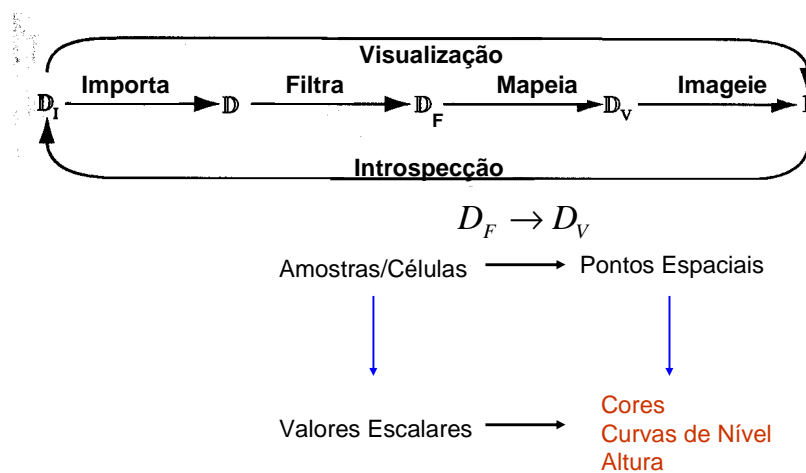 Visualização
Importa Filtra Mapeia Imageie
𝔻I 𝔻 𝔻F 𝔻V
Introspecção
DF → DV
Amostras/Células Pontos Espaciais
Valores Escalares Cores
Curvas de Nível
Altura